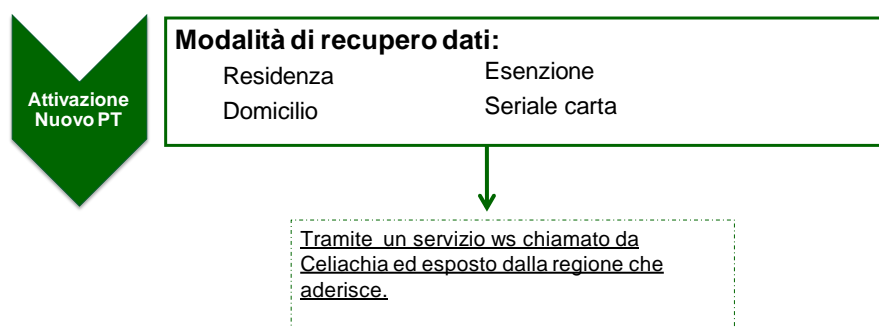 Attivazione
Nuovo PT
Modalità di recupero dati:
Residenza
Domicilio
Esenzione
Seriale carta
Tramite un servizio ws chiamato da
Celiachia ed esposto dalla regione che
aderisce.